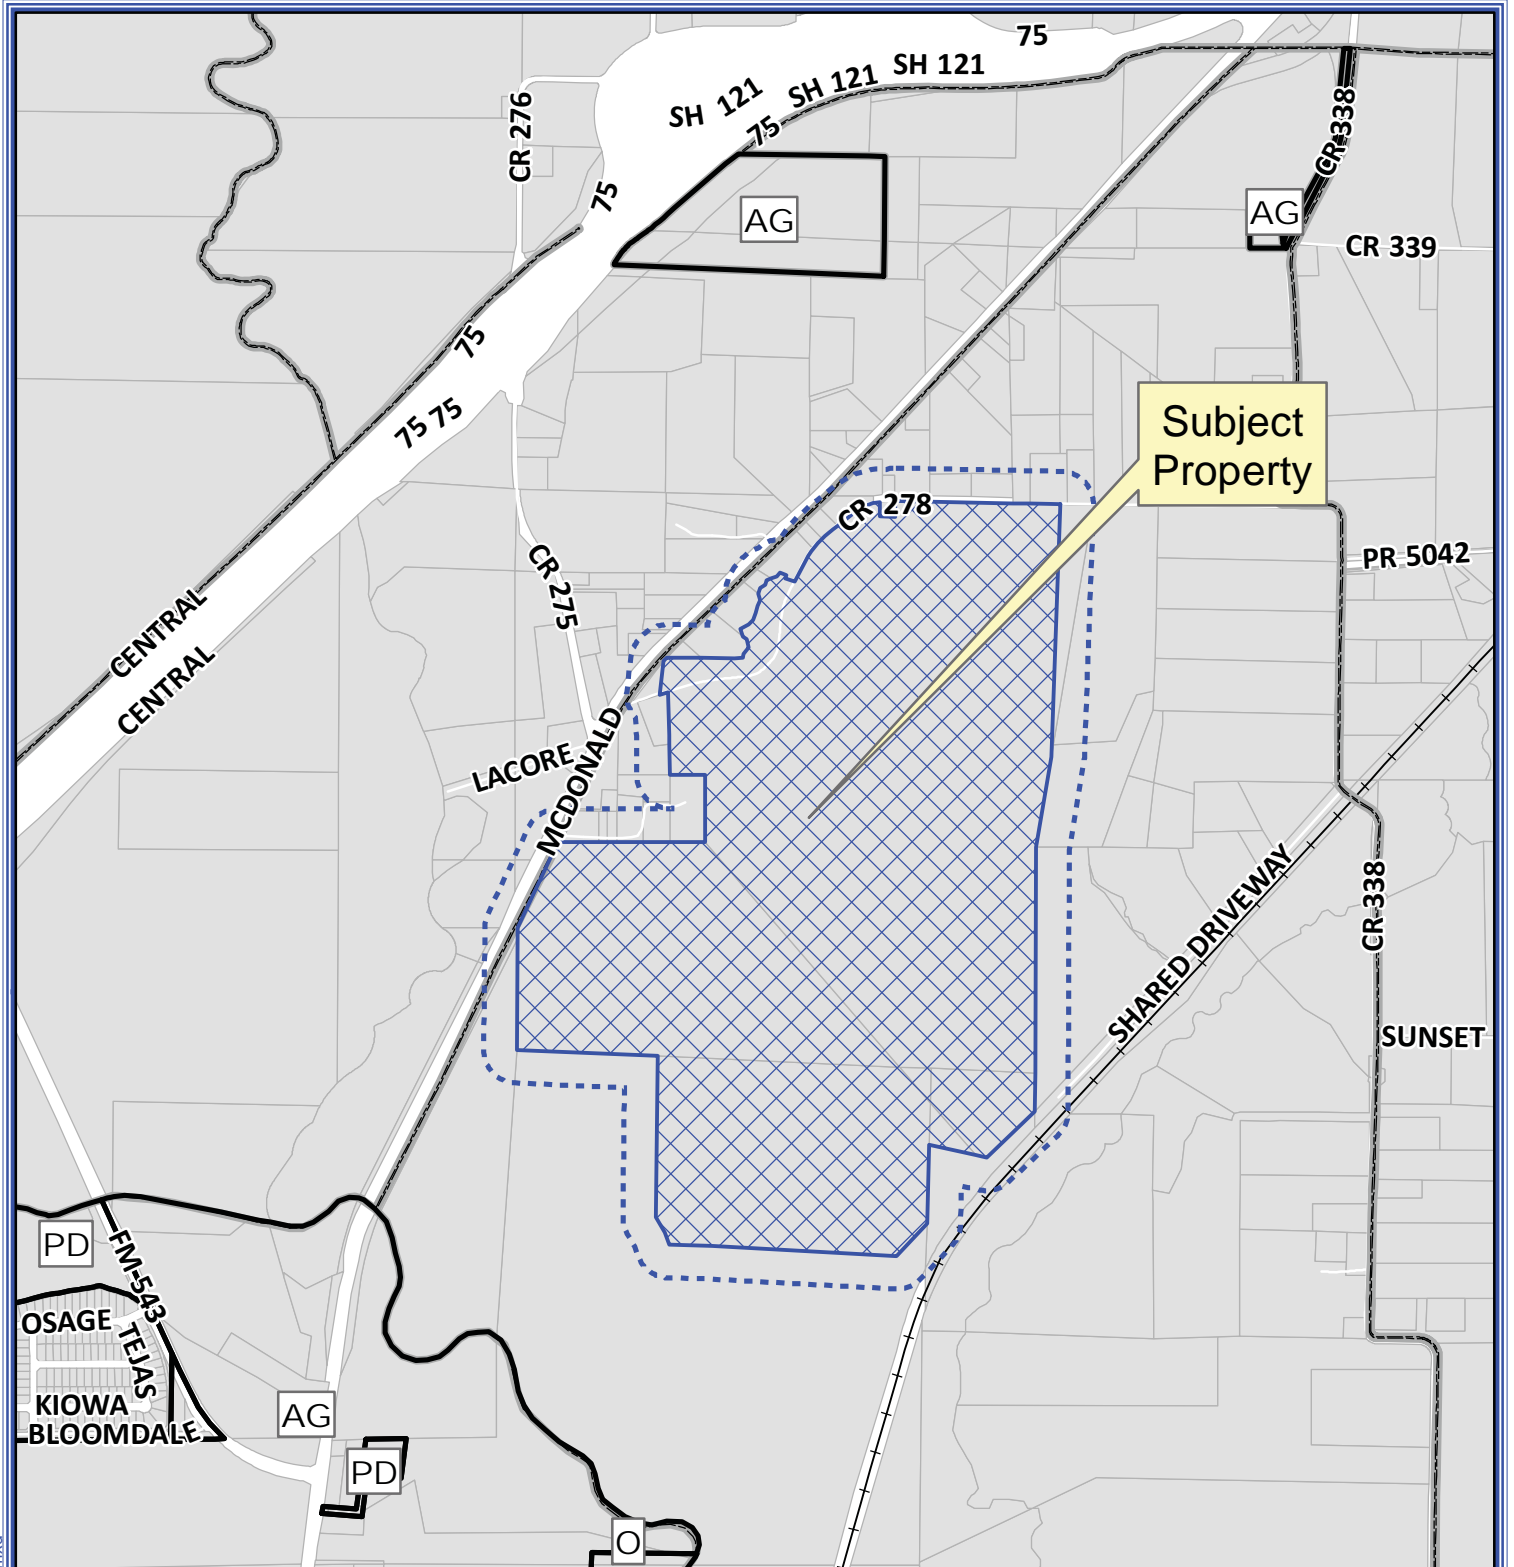 75
SH 121
SH 121
SH 121
75
CR 276
CR 338
75
AG
AG
CR 339
75
75
75
Subject
Property
CR 278
PR 5042
CR 275
CENTRAL
CENTRAL
MCDONALD
LACORE
SHARED DRIVEWAY
CR 338
SUNSET
PD
FM-543
OSAGE
TEJAS
KIOWA
BLOOMDALE
AG
PD
O